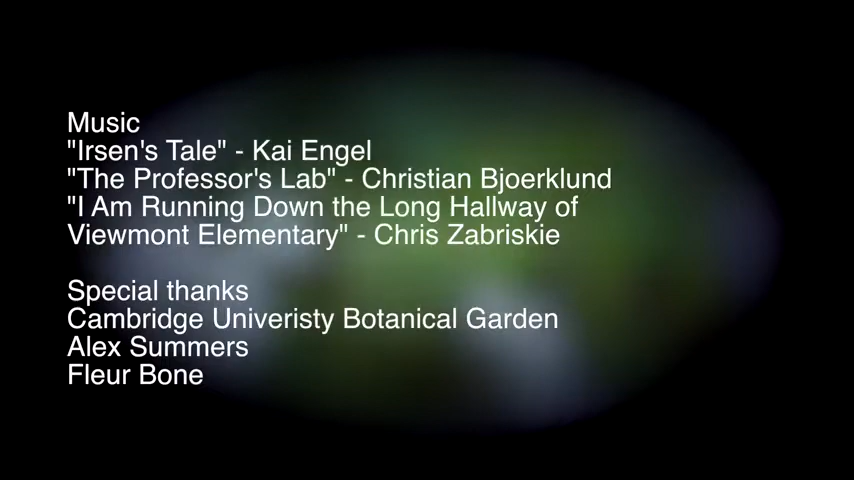 Music
"Irsen's Tale" - Kai Engel
"The Professor's Lab" - Christian Bjoerklund
"I Am Running Down the Long Hallway of
Viewmont Elementary" - Chris Zabriskie
Special thanks
Cambridge Univeristy Botanical Garden
Alex Summers
Fleur Bone